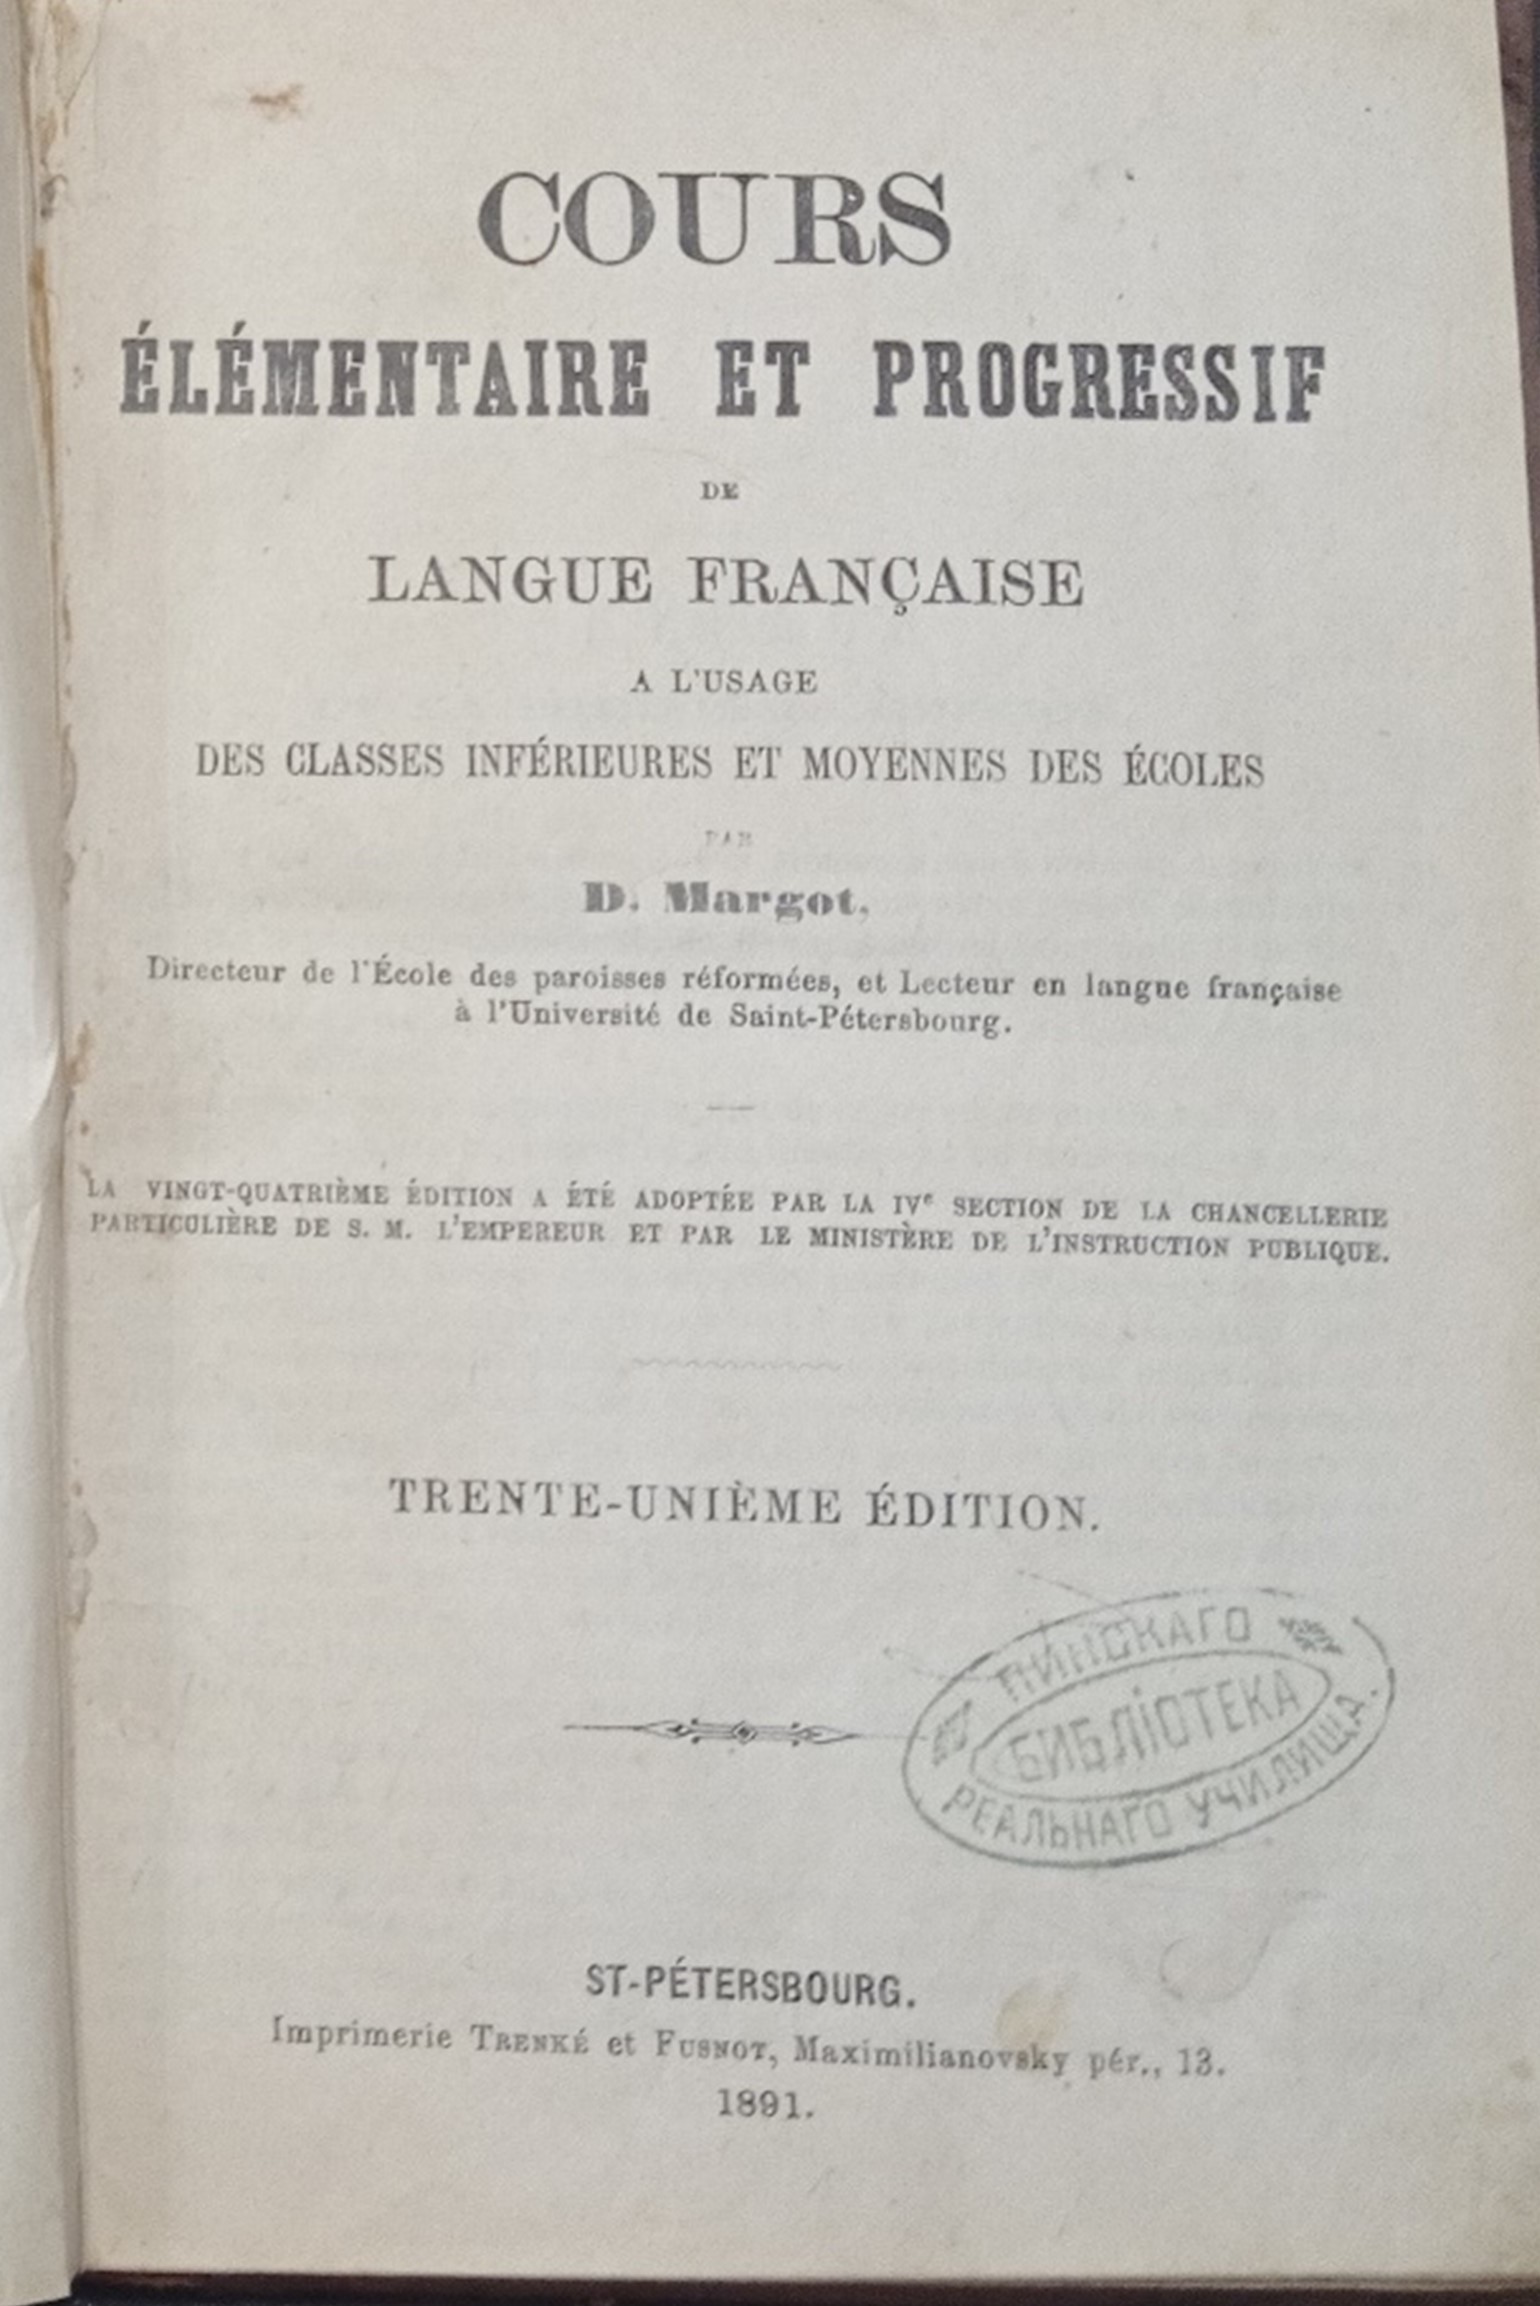 COURS
ÉLÉMENTAIRE ET PROGRESSIF
DE
LANGUE FRANÇAISE
A L'USAGE
DES CLASSES INFÉRIEURES ET MOYENNES DES ÉCOLES
PAR
D. Margot,
Directeur de l'École des paroisses réformées, et Lecteur en langue française
à l'Université de Saint-Pétersbourg.
LA VINGT-QUATRIÈME ÉDITION A ÉTÉ ADOPTÉE PAR LA IVe SECTION DE LA CHANCELLERIE
PARTICULIÈRE DE S. M. L'EMPEREUR ET PAR LE MINISTÈRE DE L'INSTRUCTION PUBLIQUE.
TRENTE-UNIÈME ÉDITION.
ПИНСКАГО
БИБЛІОТЕКА
РЕАЛЬНАГО УЧИЛИЩА.
ST-PÉTERSBOURG.
Imprimerie TRENKÉ et FUSNOT, Maximilianovsky pér., 13.
1891.